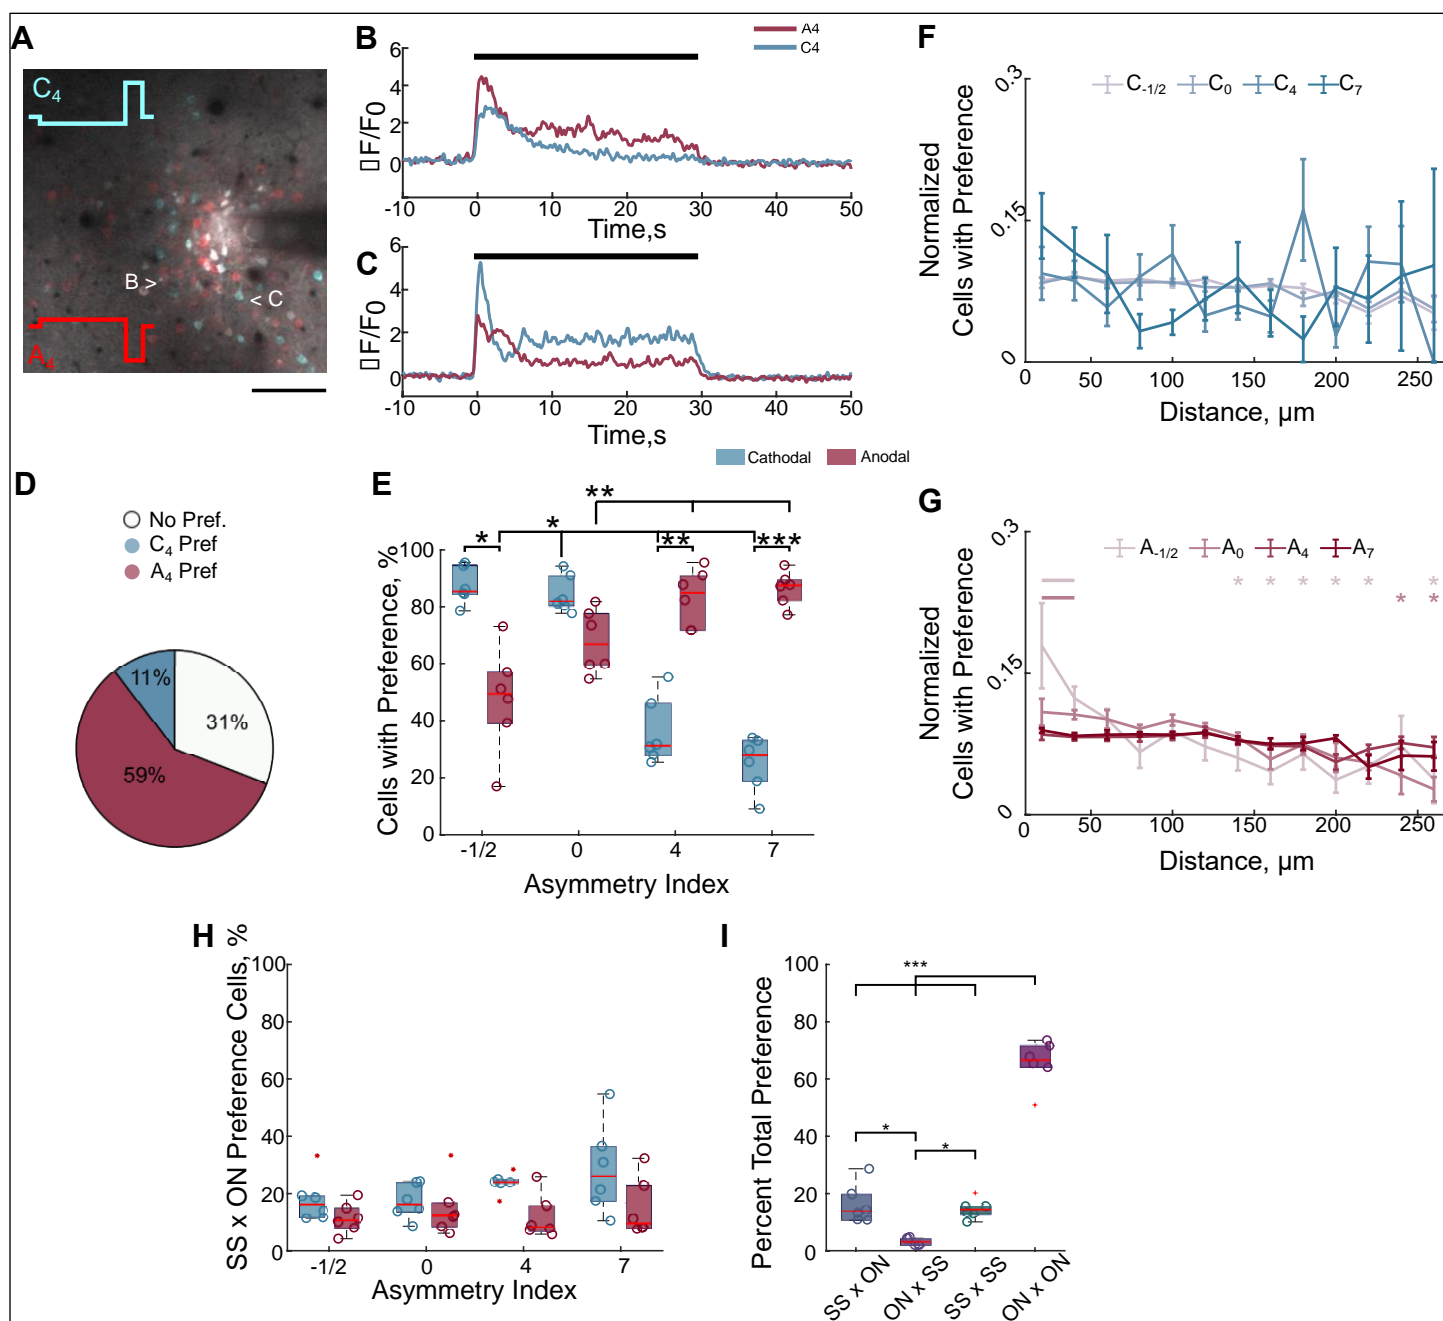 A
C4
B >
< C
A4
B
A4
C4
6
4
2
0
▯F/F0
-10 0 10 20 30 40 50
Time,s
C
6
4
2
0
▯F/F0
-10 0 10 20 30 40 50
Time,s
D
No Pref.
C4 Pref
A4 Pref
11%
31%
59%
E
Cathodal Anodal
** 
* * ** ***
100
80
60
40
20
0
Cells with Preference, %
-1/2 0 4 7
Asymmetry Index
F
C-1/2 C0 C4 C7
0.3
0.15
0
Normalized
Cells with Preference
0 50 100 150 200 250
Distance, µm
G
A-1/2 A0 A4 A7
* * * * * *
* *
0.3
0.15
0
Normalized
Cells with Preference
0 50 100 150 200 250
Distance, µm
H
100
80
60
40
20
0
SS x ON Preference Cells, %
-1/2 0 4 7
Asymmetry Index
I
***
* *
100
80
60
40
20
0
Percent Total Preference
SS x ON
ON x SS
SS x SS
ON x ON